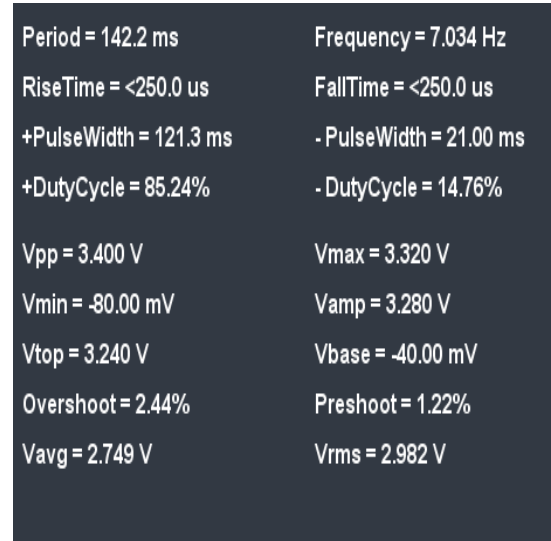 Period = 142.2 ms
Frequency = 7.034 Hz
RiseTime = <250.0 us
FallTime = <250.0 us
+PulseWidth = 121.3 ms
- PulseWidth = 21.00 ms
+DutyCycle = 85.24%
- DutyCycle = 14.76%
Vpp = 3.400 V
Vmax = 3.320 V
Vmin = -80.00 mV
Vamp = 3.280 V
Vtop = 3.240 V
Vbase = -40.00 mV
Overshoot = 2.44%
Preshoot = 1.22%
Vavg = 2.749 V
Vrms = 2.982 V